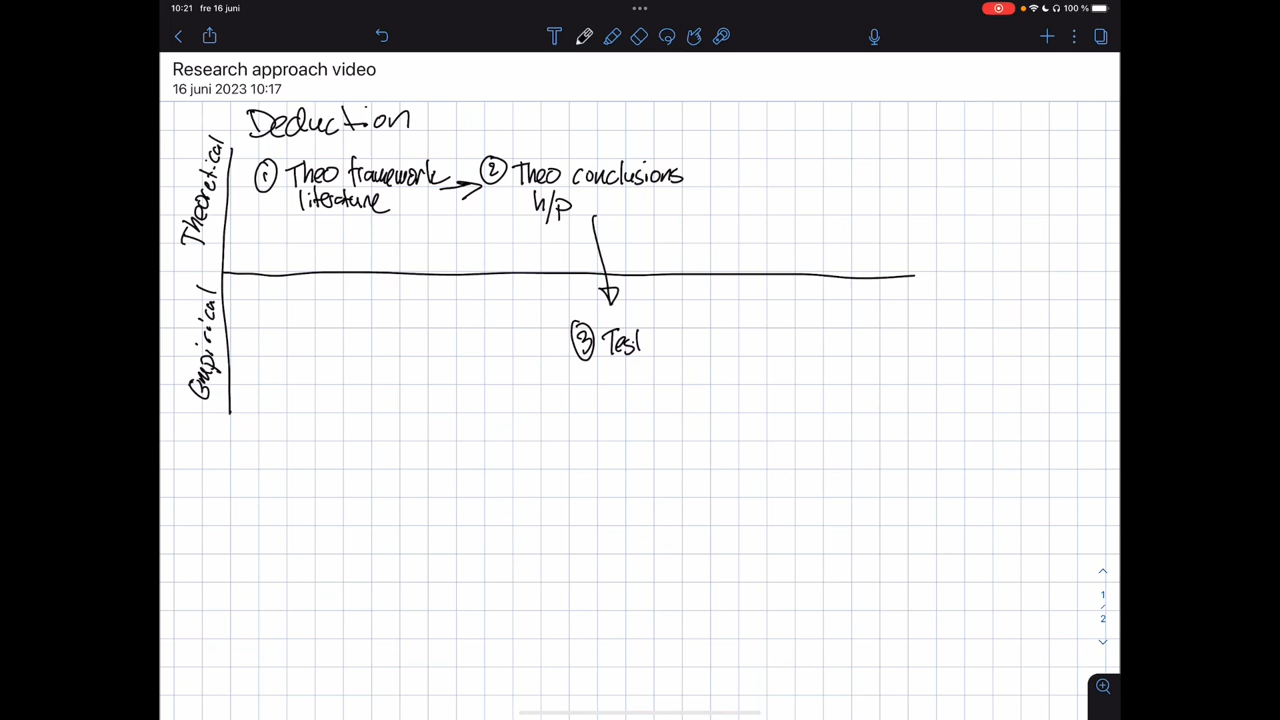 10:21 fre 16 juni
100 %
Research approach video
16 juni 2023 10:17
Deduction
Theoretical
1 Theo framework
literature
2 Theo conclusions
h/p
Empirical
3 Test
1
2